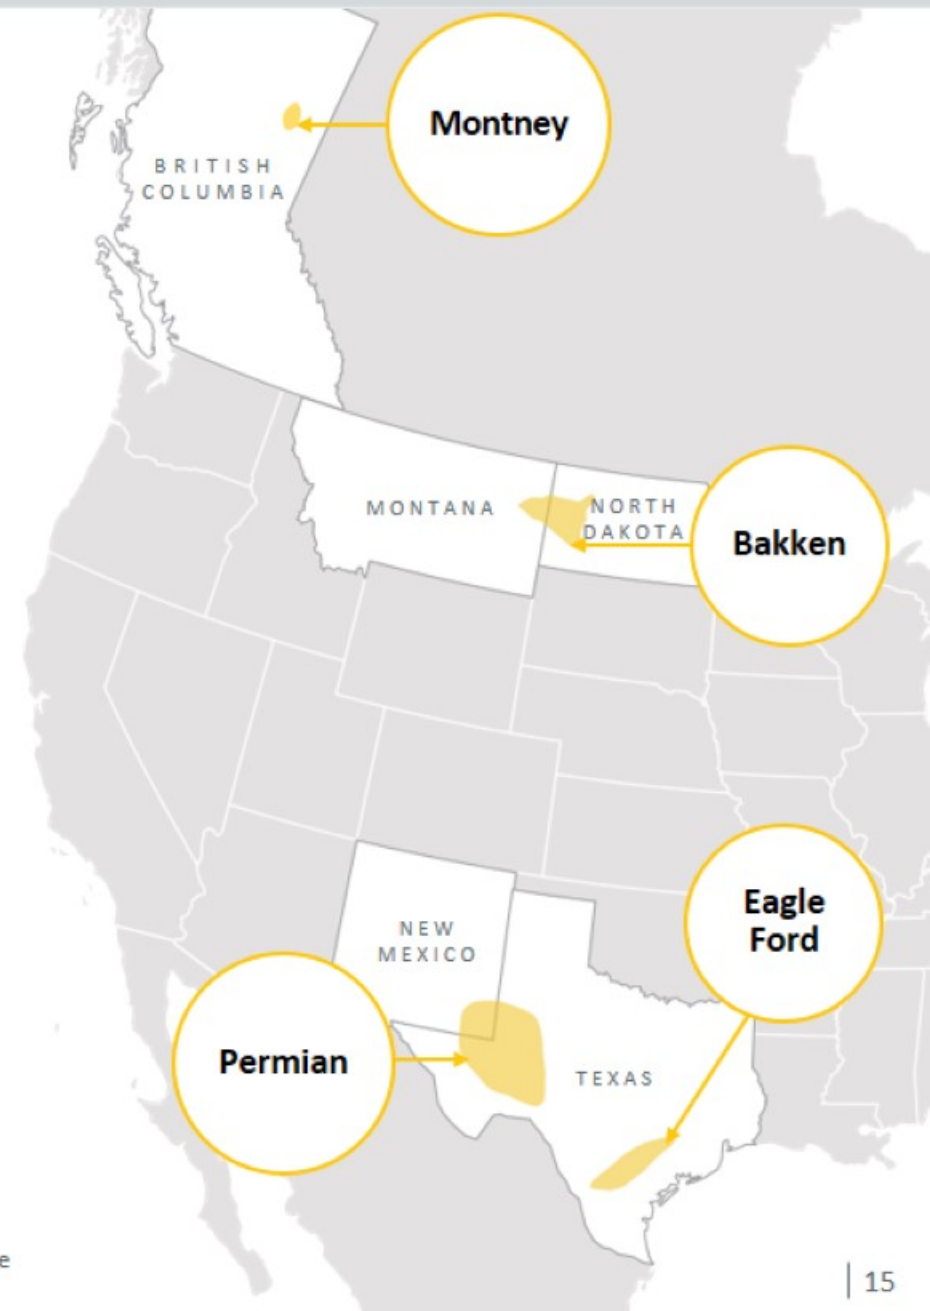 Montney
BRITISH
COLUMBIA
MONTANA
NORTH
DAKOTA
Bakken
Eagle
Ford
NEW
MEXICO
Permian
TEXAS
e
15